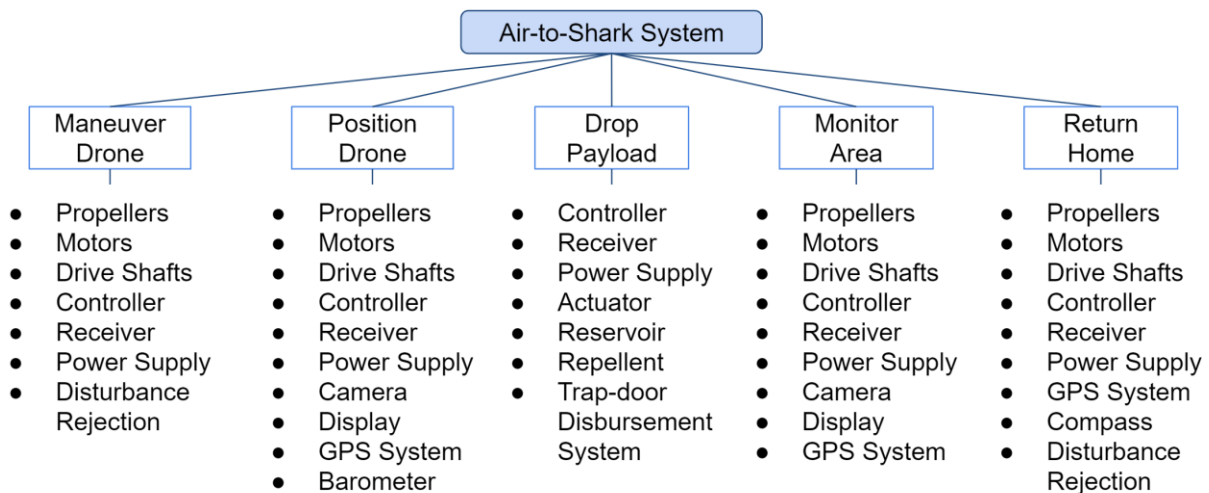 Air-to-Shark System
Maneuver
Drone
● Propellers
● Motors
● Drive Shafts
● Controller
● Receiver
● Power Supply
● Disturbance
Rejection
Position
Drone
● Propellers
● Motors
● Drive Shafts
● Controller
● Receiver
● Power Supply
● Camera
● Display
● GPS System
● Barometer
Drop
Payload
● Controller
● Receiver
● Power Supply
● Actuator
● Reservoir
● Repellent
● Trap-door
Disbursement
System
Monitor
Area
● Propellers
● Motors
● Drive Shafts
● Controller
● Receiver
● Power Supply
● Camera
● Display
● GPS System
Return
Home
● Propellers
● Motors
● Drive Shafts
● Controller
● Receiver
● Power Supply
● GPS System
● Compass
● Disturbance
Rejection